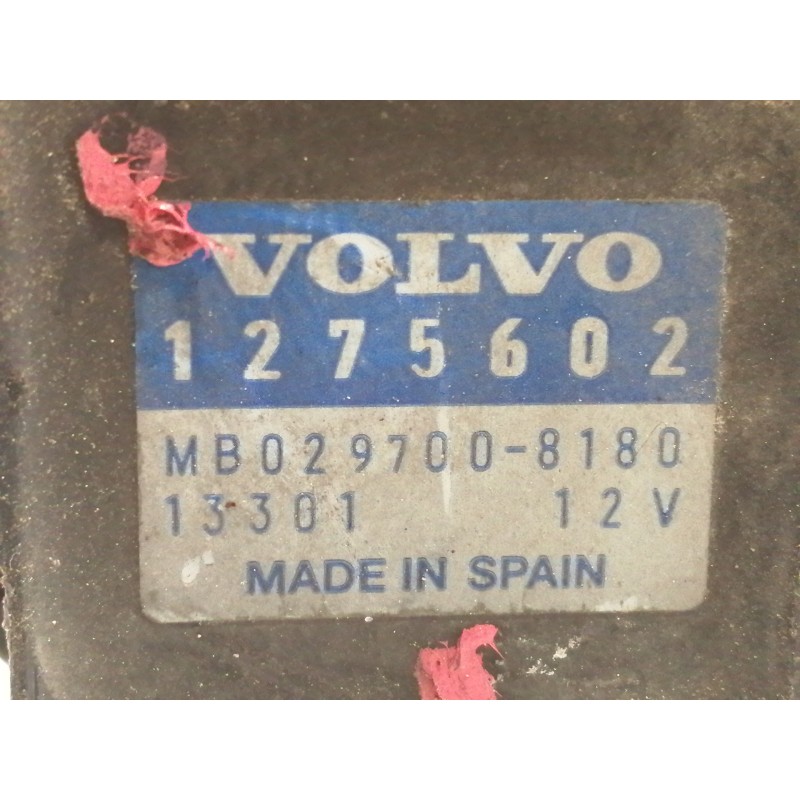 VOLVO
1275602
MB029700-8180
13301 12V
MADE IN SPAIN